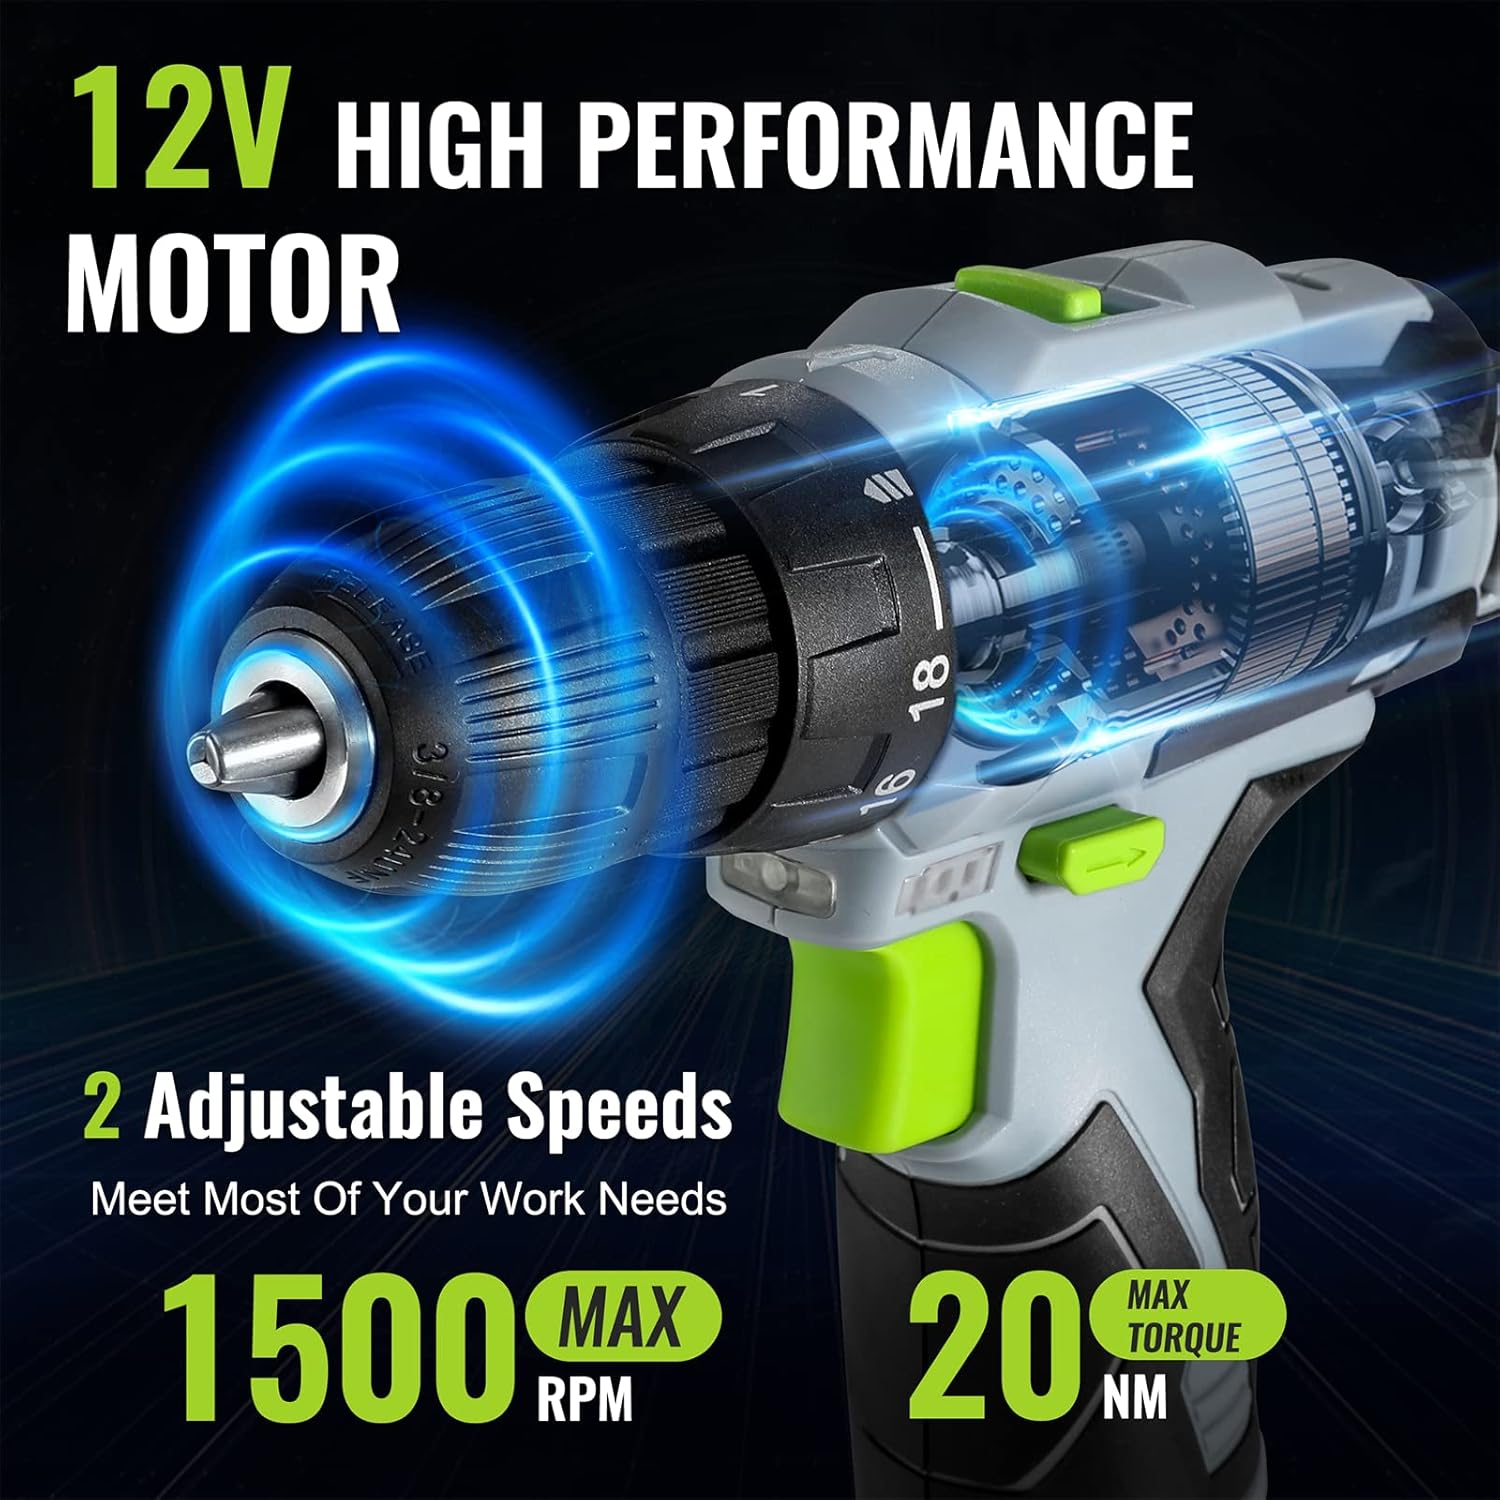 12V HIGH PERFORMANCE
MOTOR
1
RELEASE
18
16
3/8-24UNF
2 Adjustable Speeds
Meet Most Of Your Work Needs
1500 MAX
RPM
20 MAX
TORQUE
NM